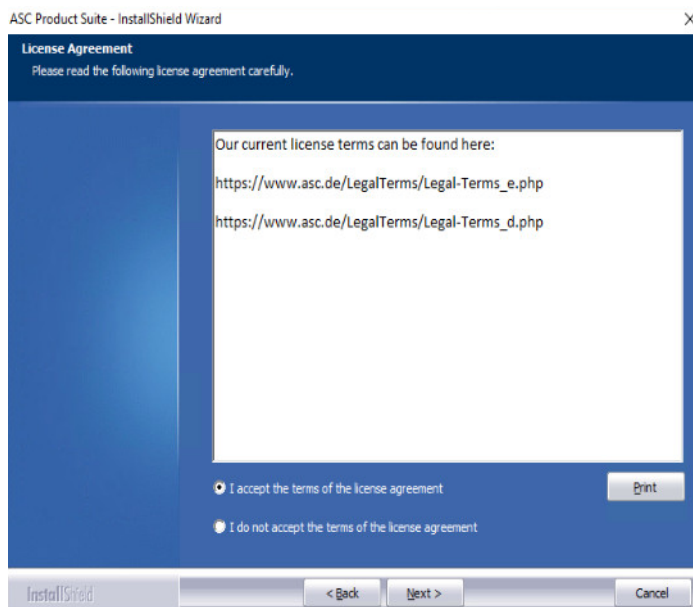 ASC Product Suite - InstallShield Wizard
License Agreement
Please read the following license agreement carefully.
Our current license terms can be found here:
https://www.asc.de/LegalTerms/Legal-Terms_e.php
https://www.asc.de/LegalTerms/Legal-Terms_d.php
I accept the terms of the license agreement
Print
I do not accept the terms of the license agreement
InstallShield
< Back
Next >
Cancel